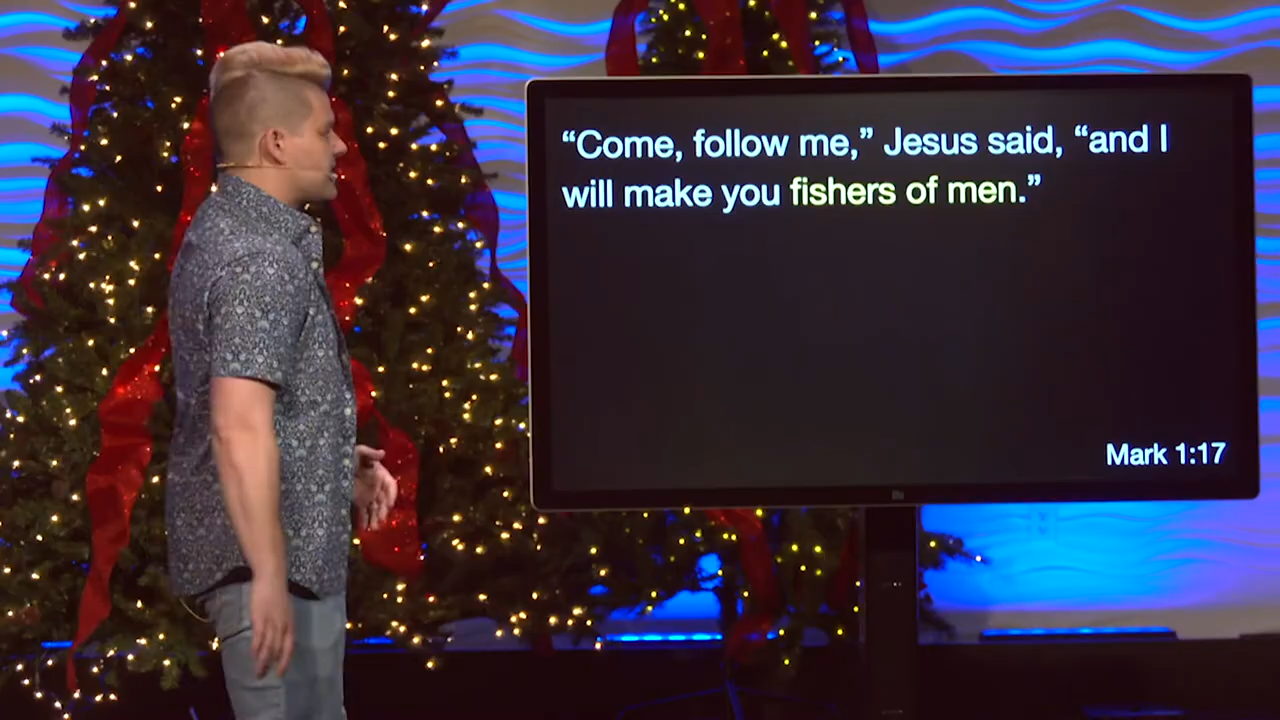 “Come, follow me,” Jesus said, “and I
will make you fishers of men.”
Mark 1:17